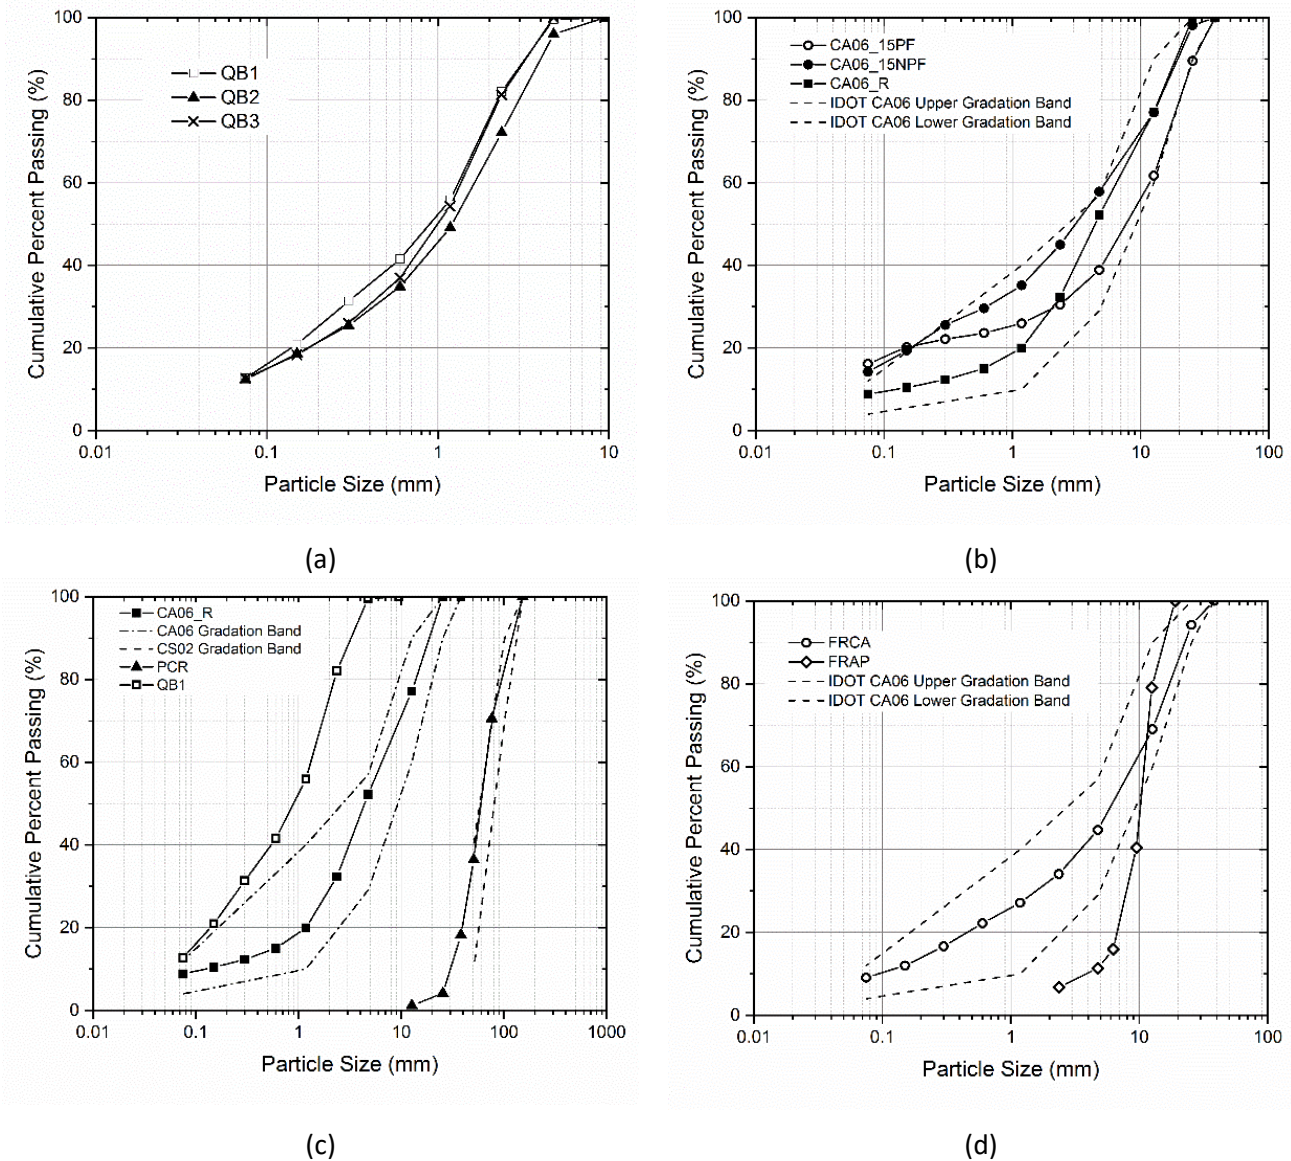 100
80
60
40
20
0
Cumulative Percent Passing (%)
QB1
QB2
QB3
0.01
0.1
1
10
Particle Size (mm)
(a)
100
80
60
40
20
0
Cumulative Percent Passing (%)
CA06_15PF
CA06_15NPF
CA06_R
IDOT CA06 Upper Gradation Band
IDOT CA06 Lower Gradation Band
0.01
0.1
1
10
100
Particle Size (mm)
(b)
100
80
60
40
20
0
Cumulative Percent Passing (%)
CA06_R
CA06 Gradation Band
CS02 Gradation Band
PCR
QB1
0.01
0.1
1
10
100
1000
Particle Size (mm)
(c)
100
80
60
40
20
0
Cumulative Percent Passing (%)
FRCA
FRAP
IDOT CA06 Upper Gradation Band
IDOT CA06 Lower Gradation Band
0.01
0.1
1
10
100
Particle Size (mm)
(d)